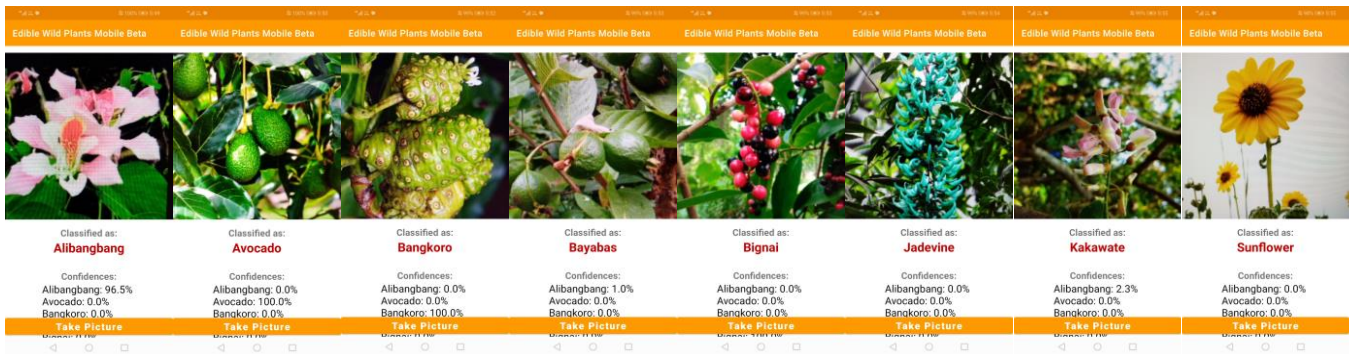 Edible Wild Plants Mobile Beta
Classified as:
Alibangbang
Confidences:
Alibangbang: 96.5%
Avocado: 0.0%
Bangkoro: 0.0%
Take Picture
Edible Wild Plants Mobile Beta
Classified as:
Avocado
Confidences:
Alibangbang: 0.0%
Avocado: 100.0%
Bangkoro: 0.0%
Take Picture
Edible Wild Plants Mobile Beta
Classified as:
Bangkoro
Confidences:
Alibangbang: 0.0%
Avocado: 0.0%
Bangkoro: 100.0%
Take Picture
Edible Wild Plants Mobile Beta
Classified as:
Bayabas
Confidences:
Alibangbang: 1.0%
Avocado: 0.0%
Bangkoro: 0.0%
Take Picture
Edible Wild Plants Mobile Beta
Classified as:
Bignai
Confidences:
Alibangbang: 0.0%
Avocado: 0.0%
Bangkoro: 0.0%
Take Picture
Edible Wild Plants Mobile Beta
Classified as:
Jadevine
Confidences:
Alibangbang: 0.0%
Avocado: 0.0%
Bangkoro: 0.0%
Take Picture
Edible Wild Plants Mobile Beta
Classified as:
Kakawate
Confidences:
Alibangbang: 2.3%
Avocado: 0.0%
Bangkoro: 0.0%
Take Picture
Edible Wild Plants Mobile Beta
Classified as:
Sunflower
Confidences:
Alibangbang: 0.0%
Avocado: 0.0%
Bangkoro: 0.0%
Take Picture